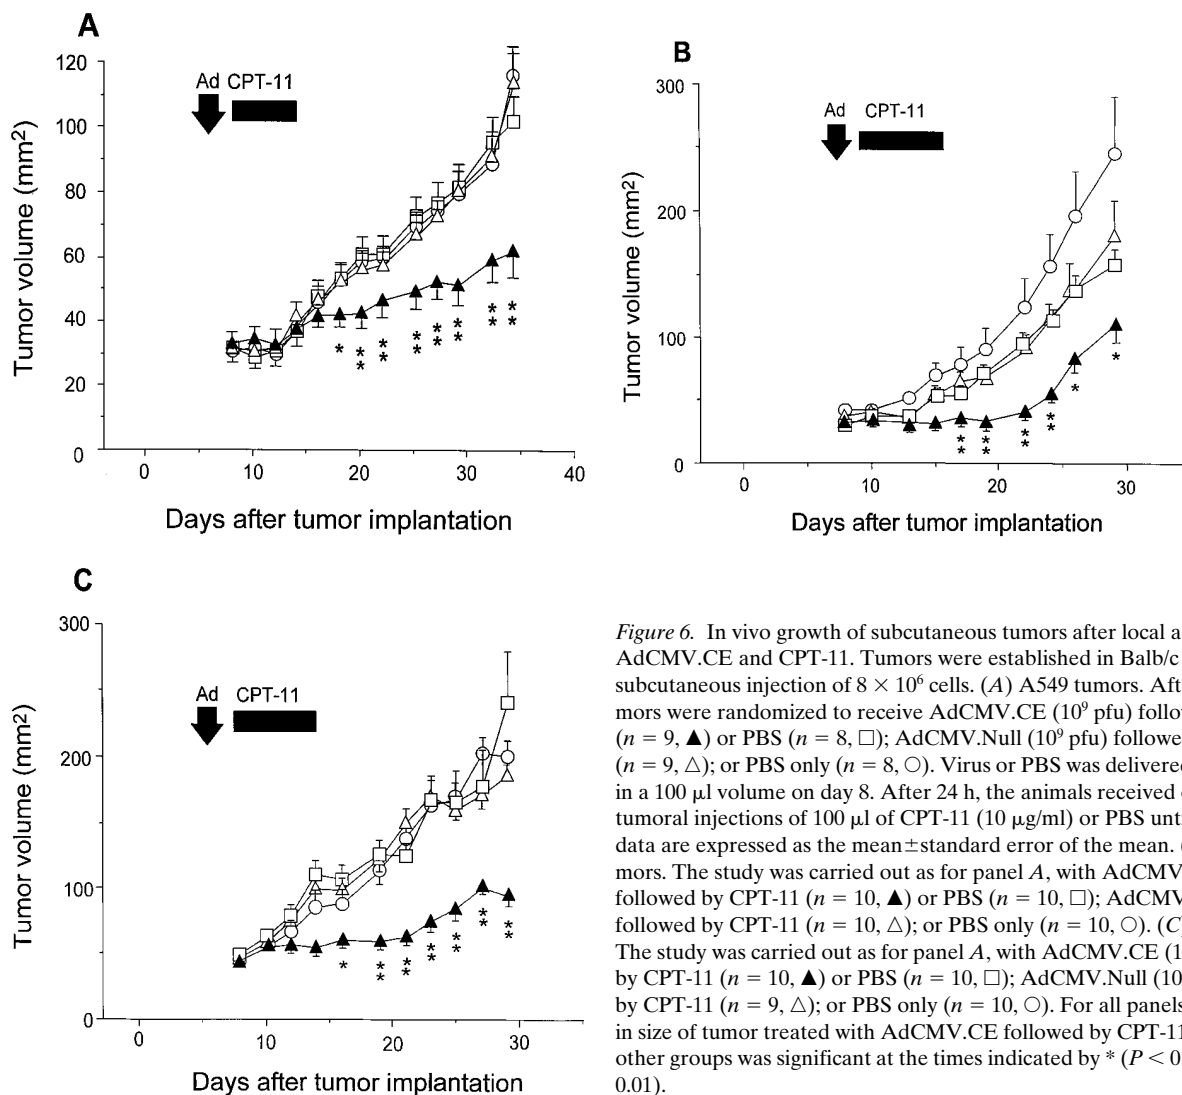 A
Tumor volume (mm2)
120
100
80
60
40
20
0
Ad CPT-11
* ** ** ** ** ** ** **
0 10 20 30 40
Days after tumor implantation
B
Tumor volume (mm2)
300
200
100
0
Ad CPT-11
** ** ** ** * *
0 10 20 30
Days after tumor implantation
C
Tumor volume (mm2)
300
200
100
0
Ad CPT-11
* ** ** ** ** ** **
0 10 20 30
Days after tumor implantation
Figure 6. In vivo growth of subcutaneous tumors after local a
AdCMV.CE and CPT-11. Tumors were established in Balb/c
subcutaneous injection of 8 × 10⁶ cells. (A) A549 tumors. Afte
mors were randomized to receive AdCMV.CE (10⁹ pfu) follow
(n = 9, ▲) or PBS (n = 8, □); AdCMV.Null (10⁹ pfu) followe
(n = 9, △); or PBS only (n = 8, ○). Virus or PBS was delivered
in a 100 μl volume on day 8. After 24 h, the animals received
tumoral injections of 100 μl of CPT-11 (10 μg/ml) or PBS unti
data are expressed as the mean±standard error of the mean. (
mors. The study was carried out as for panel A, with AdCMV.
followed by CPT-11 (n = 10, ▲) or PBS (n = 10, □); AdCMV.
followed by CPT-11 (n = 10, △); or PBS only (n = 10, ○). (C
The study was carried out as for panel A, with AdCMV.CE (1
by CPT-11 (n = 10, ▲) or PBS (n = 10, □); AdCMV.Null (10
by CPT-11 (n = 9, △); or PBS only (n = 10, ○). For all panels
in size of tumor treated with AdCMV.CE followed by CPT-11
other groups was significant at the times indicated by * (P < 0
0.01).